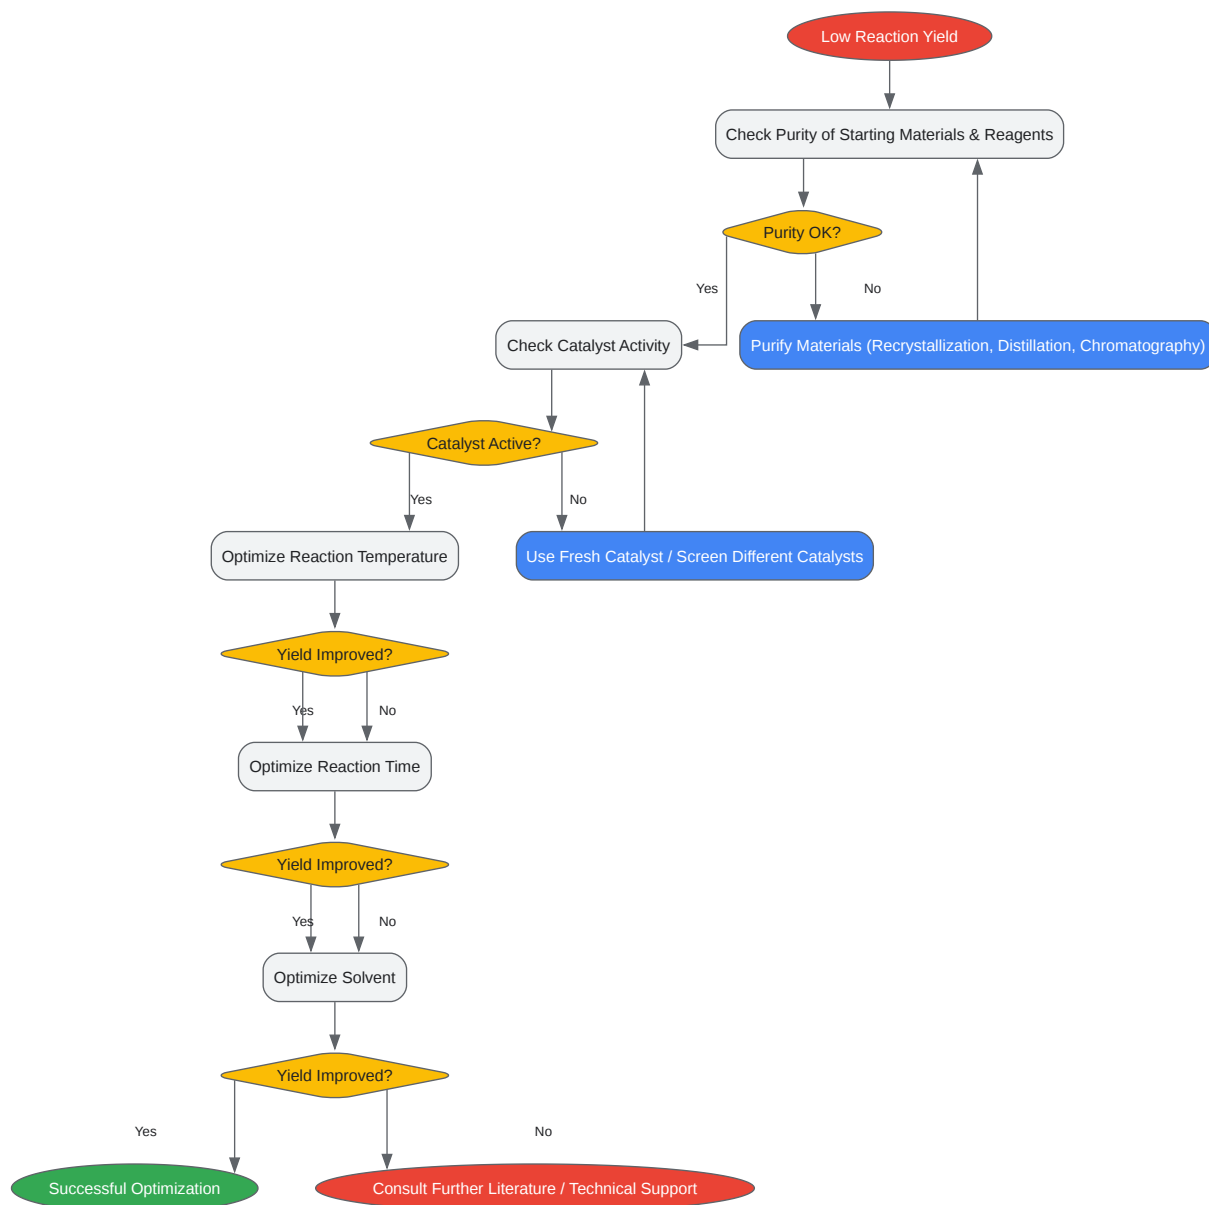 Low Reaction Yield
Check Purity of Starting Materials & Reagents
Purity OK?
Yes
No
Check Catalyst Activity
Purify Materials (Recrystallization, Distillation, Chromatography)
Catalyst Active?
Yes
No
Optimize Reaction Temperature
Use Fresh Catalyst / Screen Different Catalysts
Yield Improved?
Yes
No
Optimize Reaction Time
Yield Improved?
Yes
No
Optimize Solvent
Yield Improved?
Yes
No
Successful Optimization
Consult Further Literature / Technical Support